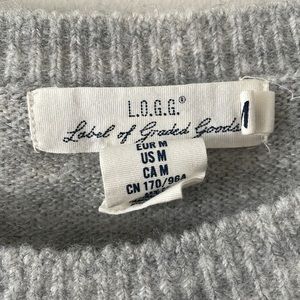 L.O.G.G.®
Label of Graded Goods
EUR M
US M
CA M
CN 170/96A